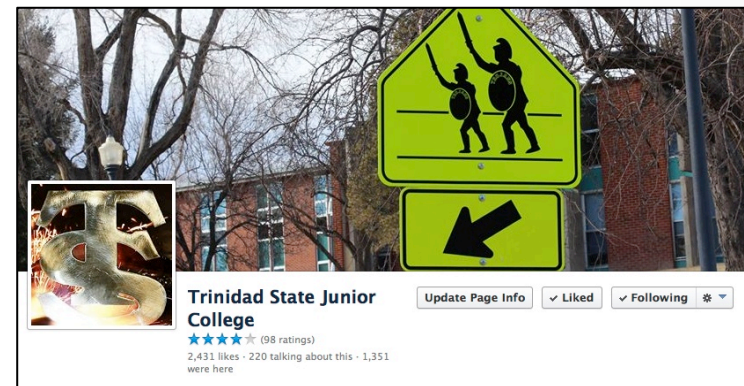 Trinidad State Junior
College
(98 ratings)
2,431 likes · 220 talking about this · 1,351
were here
Update Page Info
✓ Liked
✓ Following